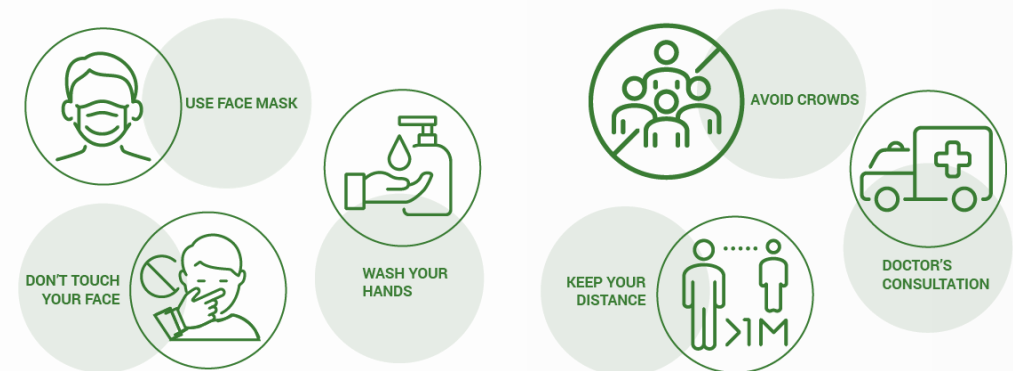 USE FACE MASK
DON'T TOUCH
YOUR FACE
WASH YOUR
HANDS
AVOID CROWDS
KEEP YOUR
DISTANCE
>1M
DOCTOR'S
CONSULTATION